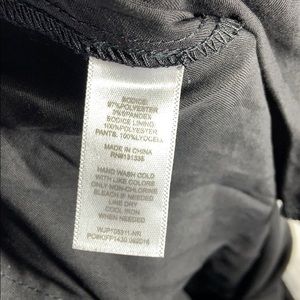 BODICE:
97%POLYESTER
3%SPANDEX
BODICE LINING:
100%POLYESTER
PANTS: 100%LYOCELL
MADE IN CHINA
RN#131335
HAND WASH COLD
WITH LIKE COLORS
ONLY NON-CHLORINE
BLEACH IF NEEDED
LINE DRY
COOL IRON
WHEN NEEDED